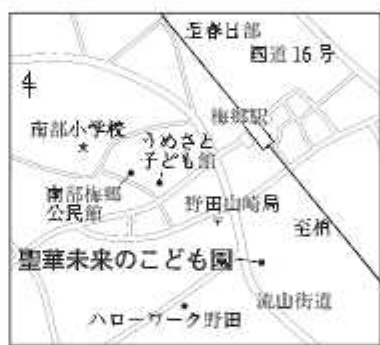 至春日部
国道16号
梅郷駅
南部小学校
うめさと
子ども館
南部梅郷
公民館
野田山崎局
至柏
聖華未来のこども園
流山街道
ハローワーク野田